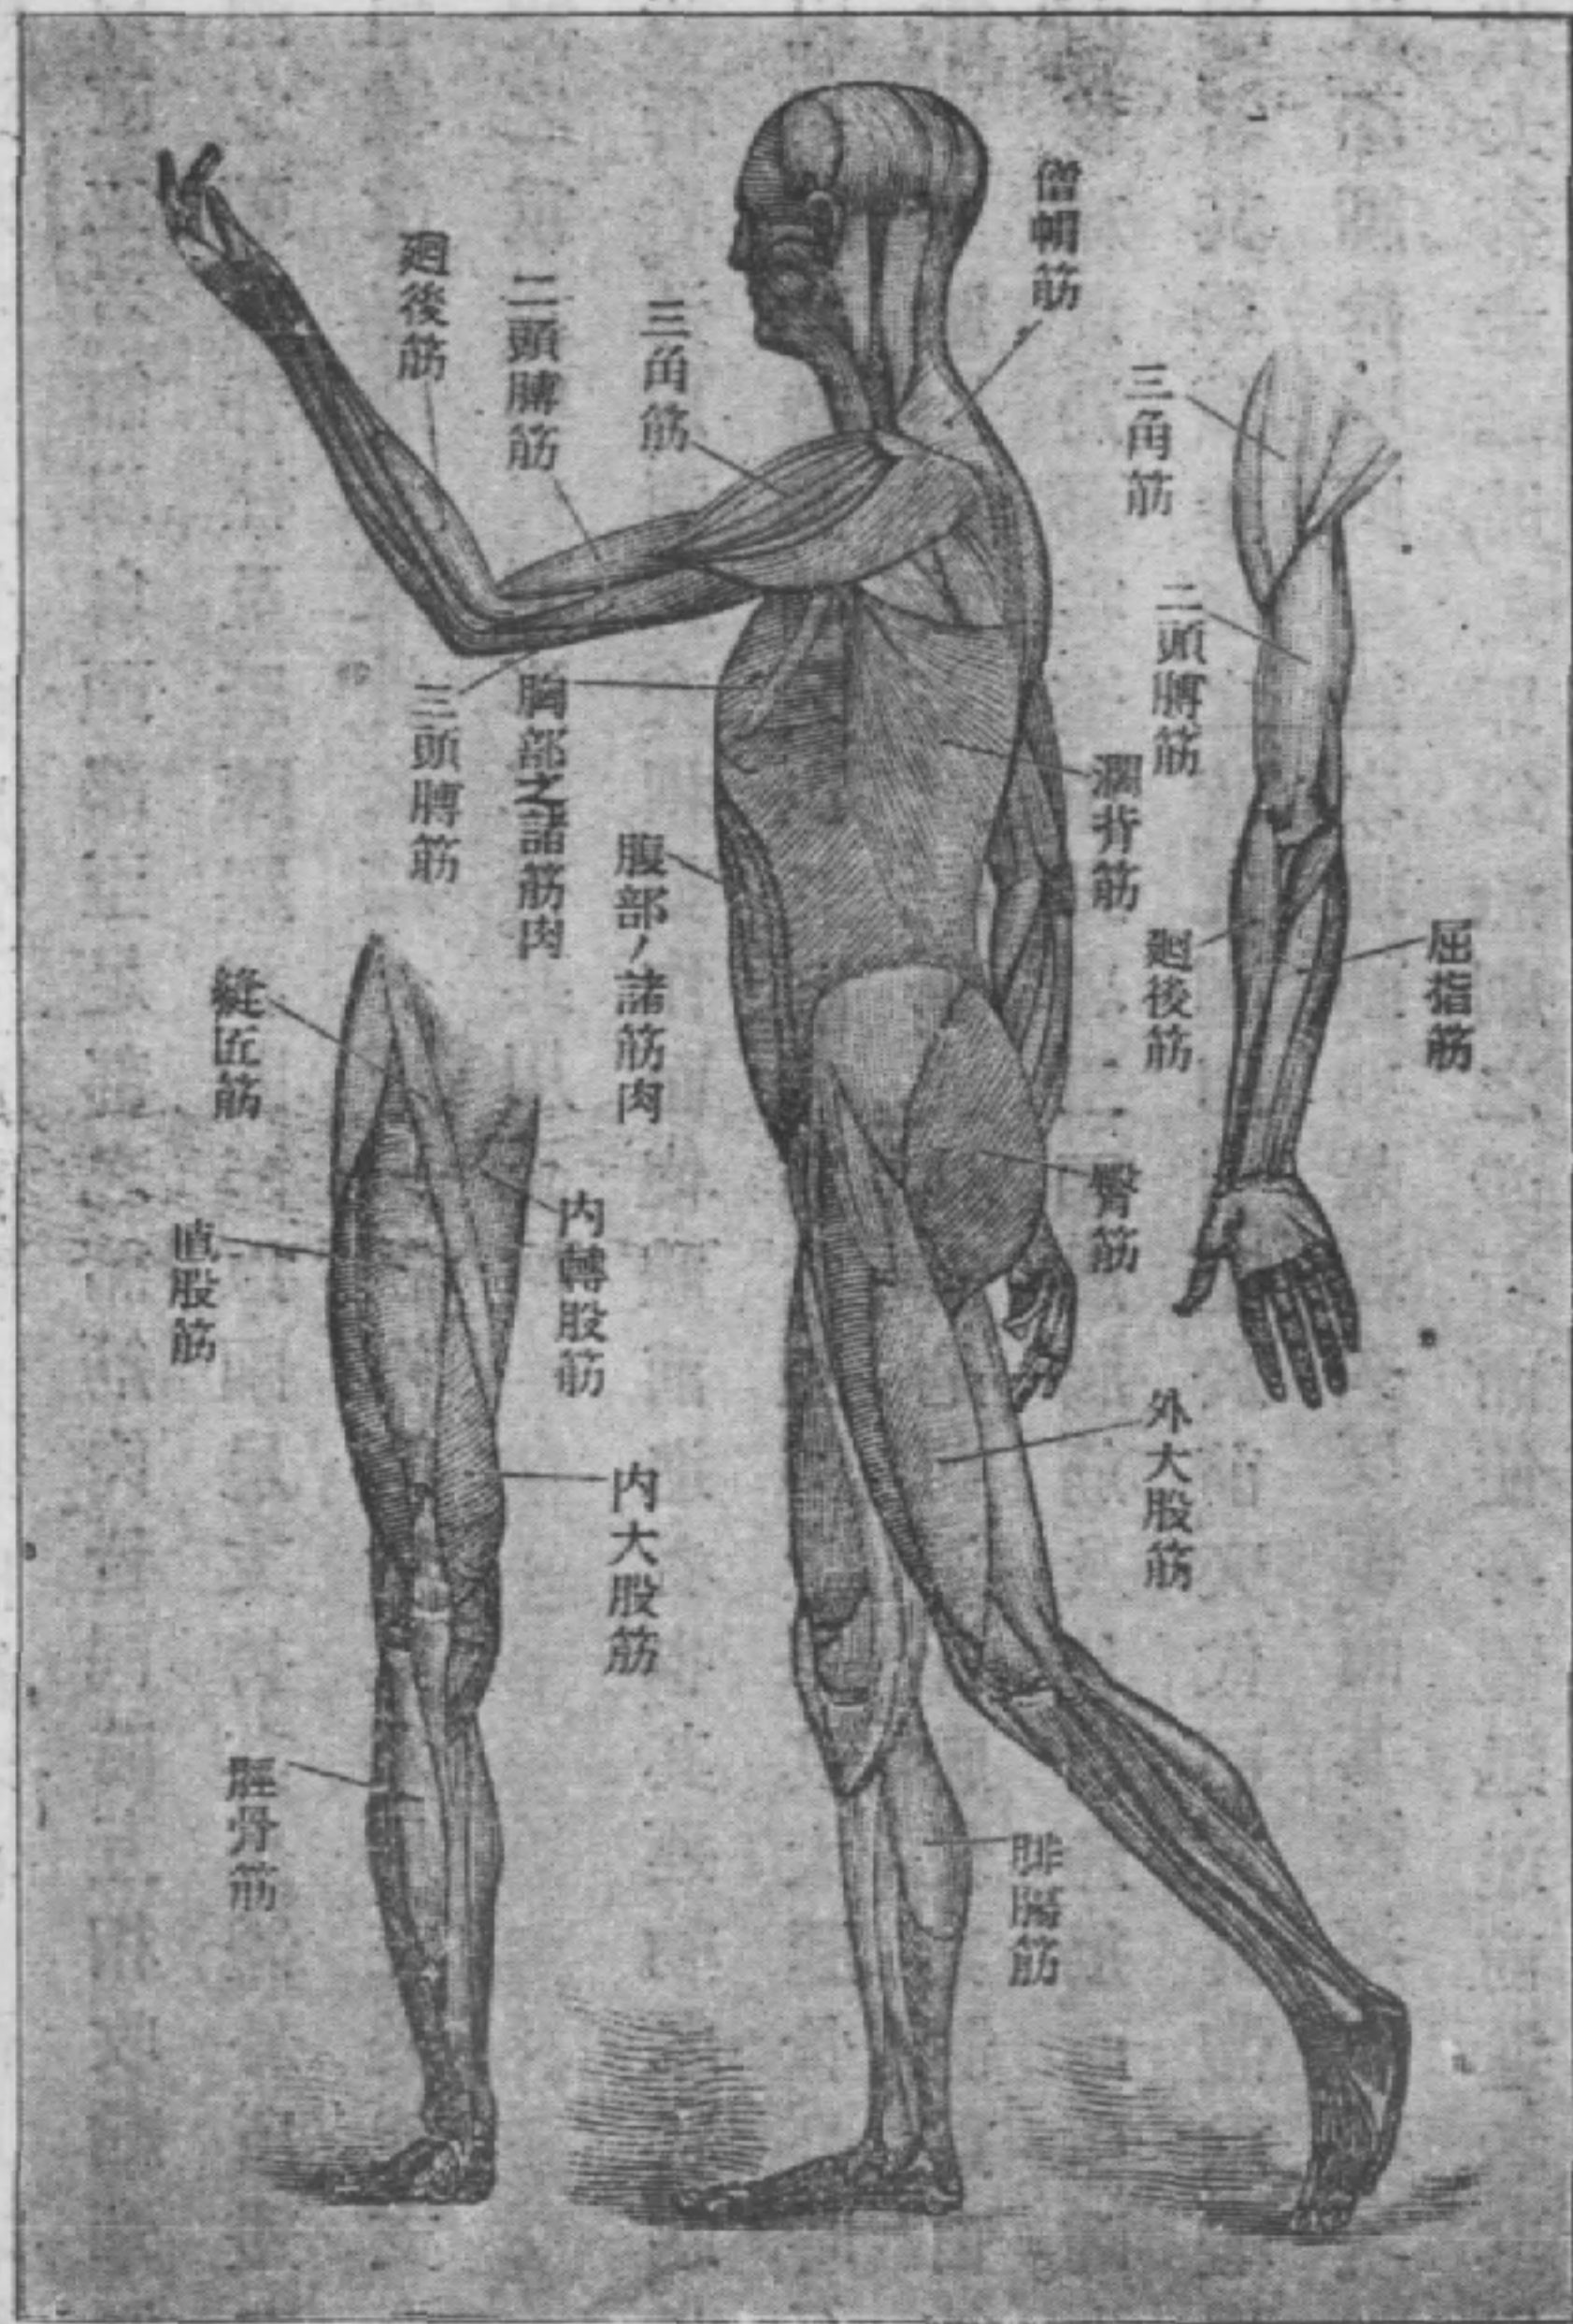 僧帽筋
三角筋
二頭膊筋
廻後筋
三角筋
二頭膊筋
廻後筋
屈指筋
三頭膊筋
胸部之諸筋肉
腹部ノ諸筋肉
濶背筋
臀筋
縫匠筋
直股筋
内轉股筋
内大股筋
外大股筋
脛骨筋
腓腸筋